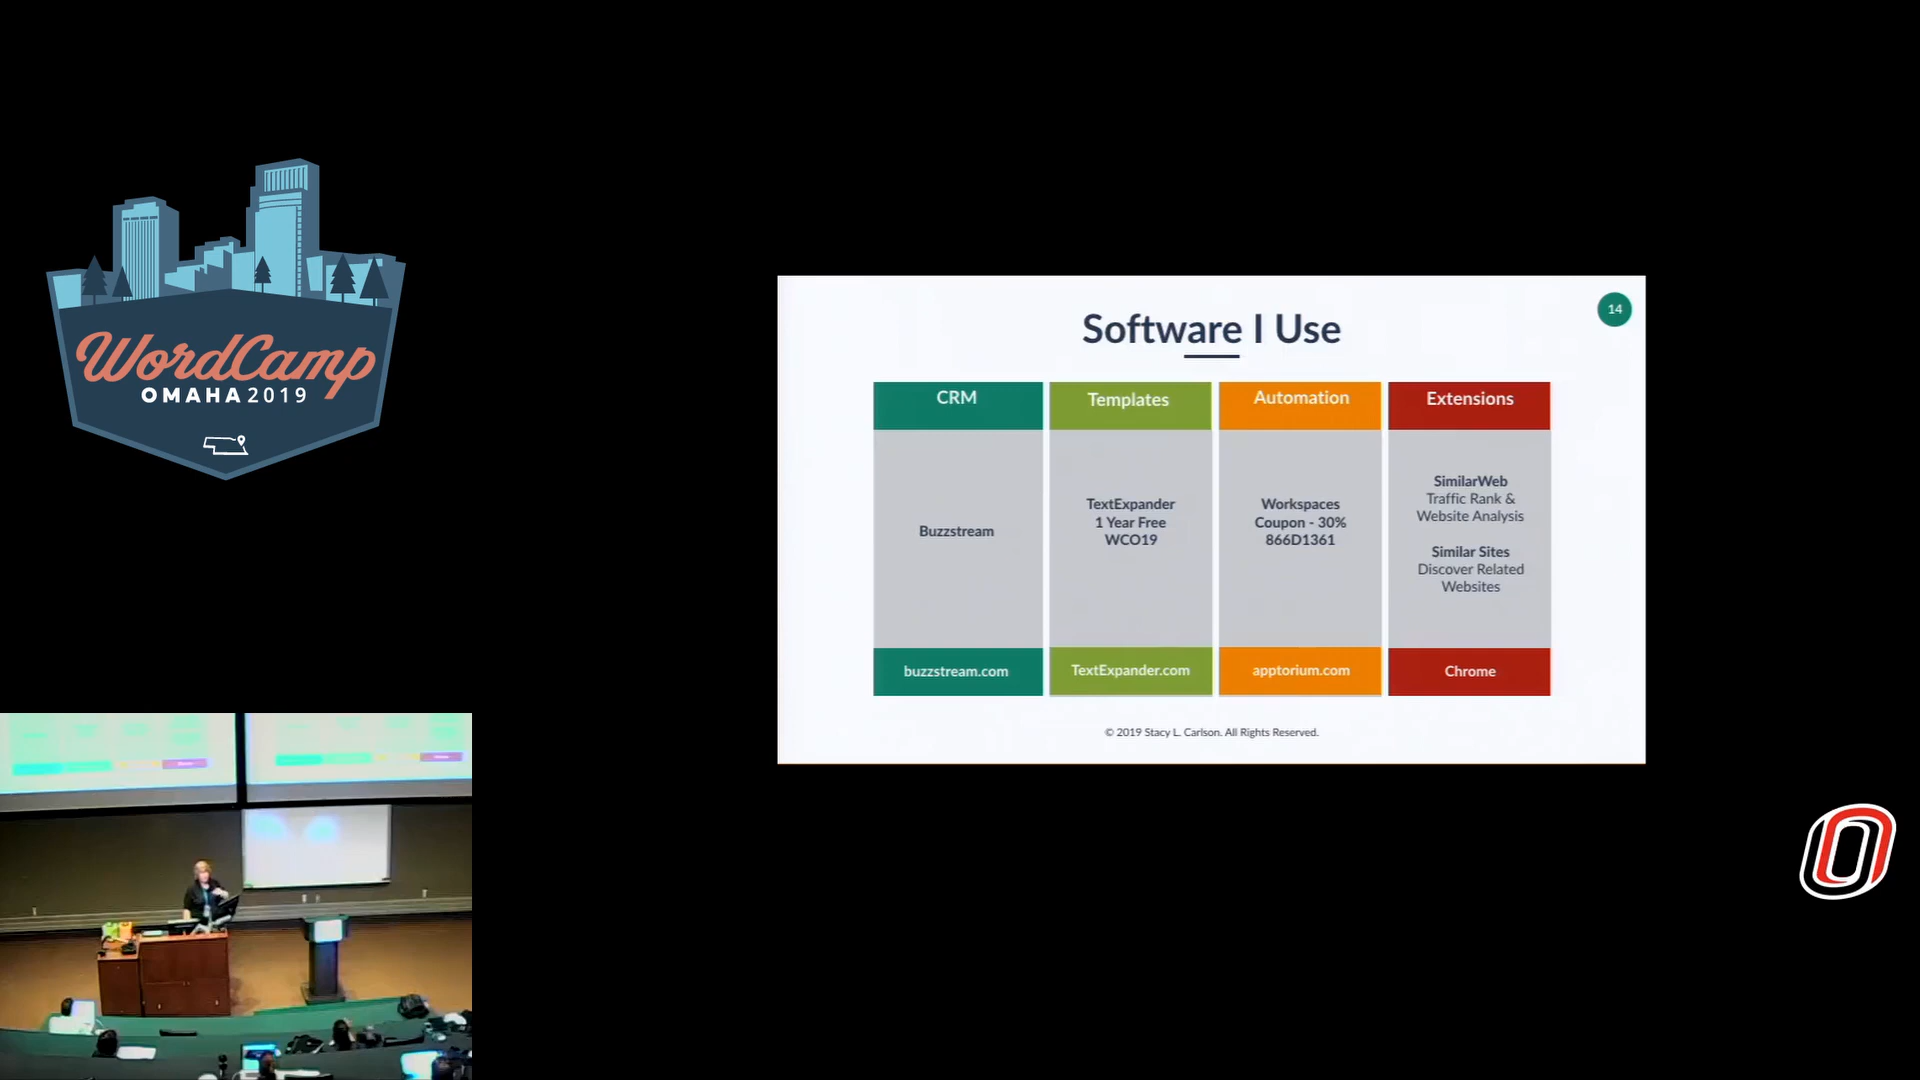 WordCamp
OMAHA 2019
14
Software I Use
CRM
Buzzstream
buzzstream.com
Templates
TextExpander
1 Year Free
WCO19
TextExpander.com
Automation
Workspaces
Coupon - 30%
866D1361
apptorium.com
Extensions
SimilarWeb
Traffic Rank &
Website Analysis
Similar Sites
Discover Related
Websites
Chrome
© 2019 Stacy L. Carlson. All Rights Reserved.
O